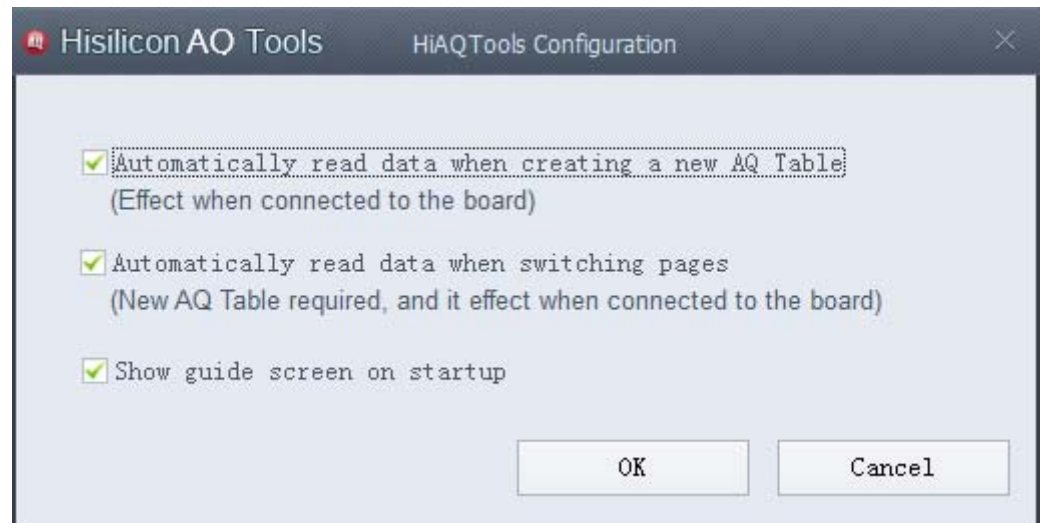 Hisilicon AQ Tools HiAQTools Configuration
Automatically read data when creating a new AQ Table
(Effect when connected to the board)
Automatically read data when switching pages
(New AQ Table required, and it effect when connected to the board)
Show guide screen on startup
OK Cancel